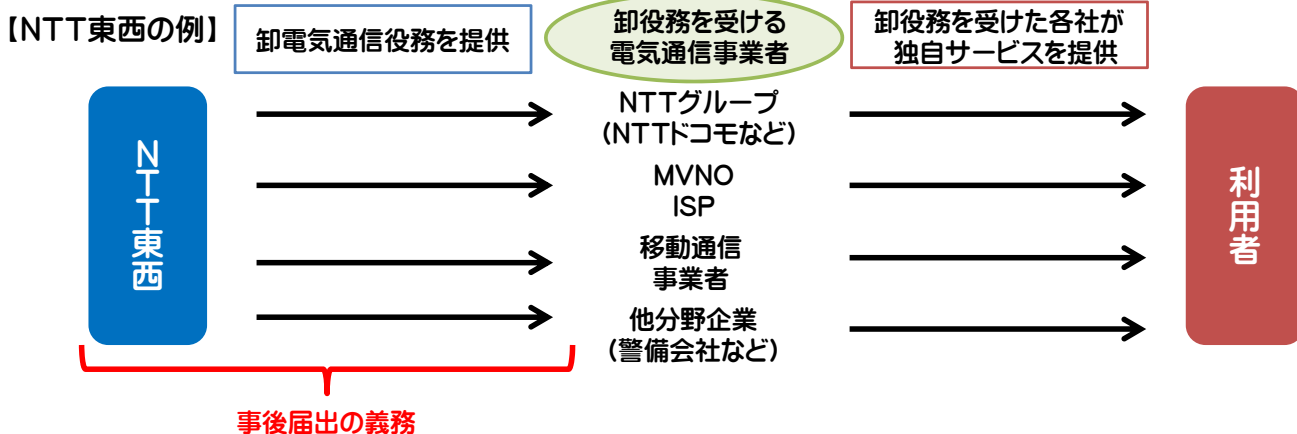 【NTT東西の例】
卸電気通信役務を提供
卸役務を受ける
電気通信事業者
卸役務を受けた各社が
独自サービスを提供
NTT東西
NTTグループ
(NTTドコモなど)
MVNO
ISP
移動通信
事業者
他分野企業
(警備会社など)
利用者
事後届出の義務